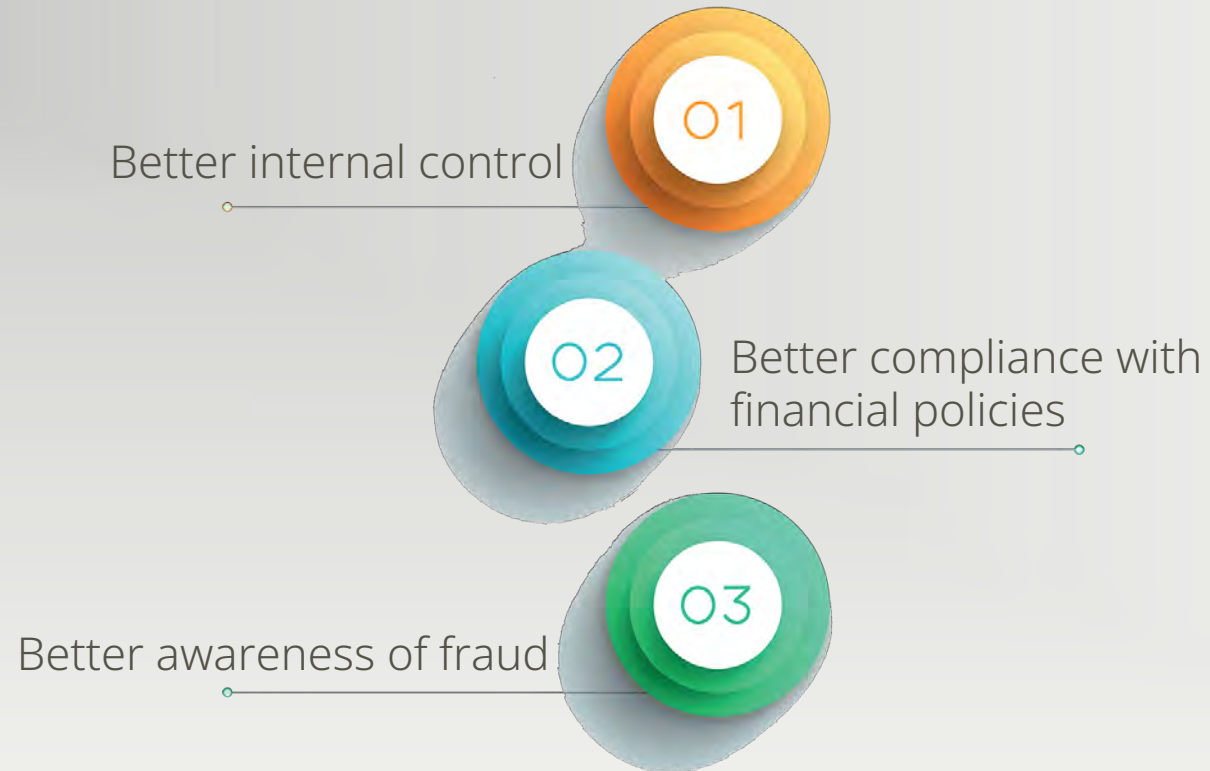 01
Better internal control
02
Better compliance with
financial policies
03
Better awareness of fraud